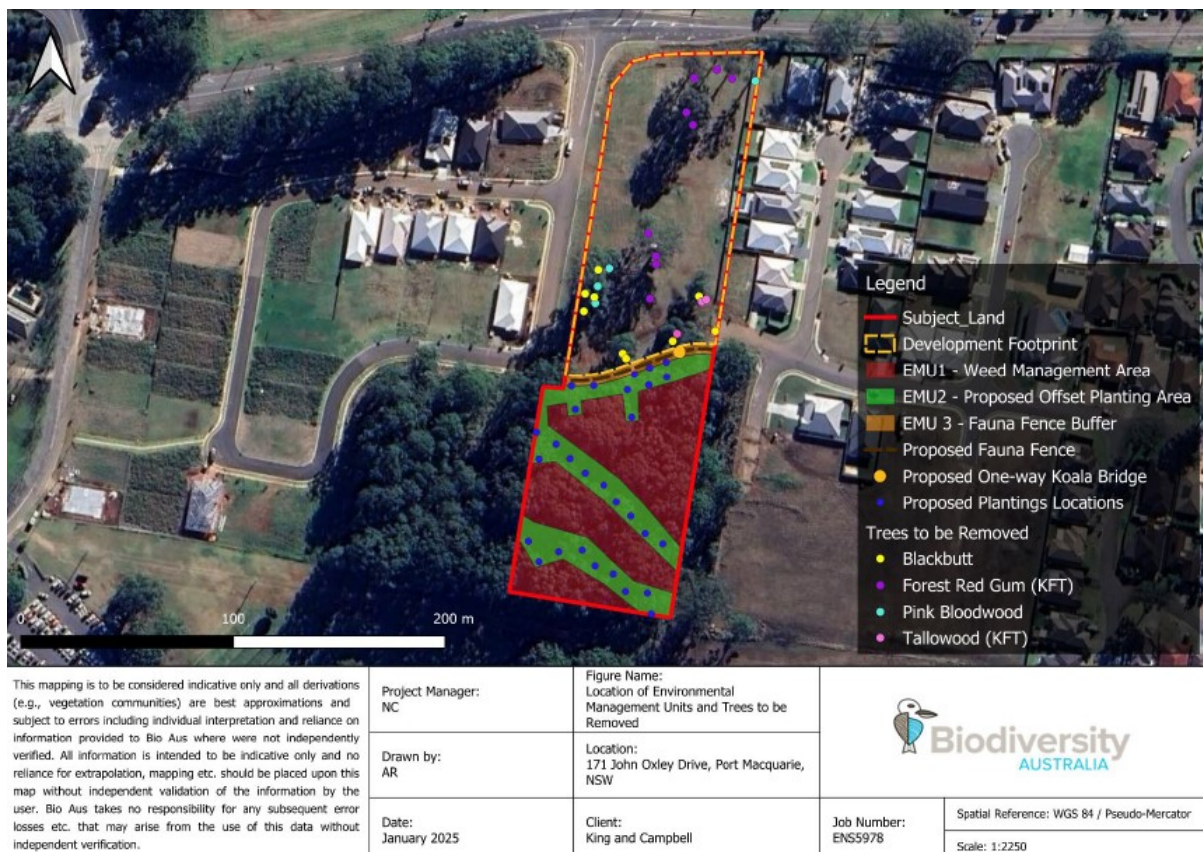 Legend
Subject_Land
Development Footprint
EMU1 - Weed Management Area
EMU2 - Proposed Offset Planting Area
EMU 3 - Fauna Fence Buffer
Proposed Fauna Fence
Proposed One-way Koala Bridge
Proposed Plantings Locations
Trees to be Removed
Blackbutt
Forest Red Gum (KFT)
Pink Bloodwood
Tallowood (KFT)
0 100 200 m
This mapping is to be considered indicative only and all derivations
(e.g., vegetation communities) are best approximations and
subject to errors including individual interpretation and reliance on
information provided to Bio Aus where were not independently
verified. All information is intended to be indicative only and no
reliance for extrapolation, mapping etc. should be placed upon this
map without independent validation of the information by the
user. Bio Aus takes no responsibility for any subsequent error
losses etc. that may arise from the use of this data without
independent verification.
Project Manager:
NC
Drawn by:
AR
Date:
January 2025
Figure Name:
Location of Environmental
Management Units and Trees to be
Removed
Location:
171 John Oxley Drive, Port Macquarie,
NSW
Client:
King and Campbell
Biodiversity
AUSTRALIA
Job Number:
ENS5978
Spatial Reference: WGS 84 / Pseudo-Mercator
Scale: 1:2250